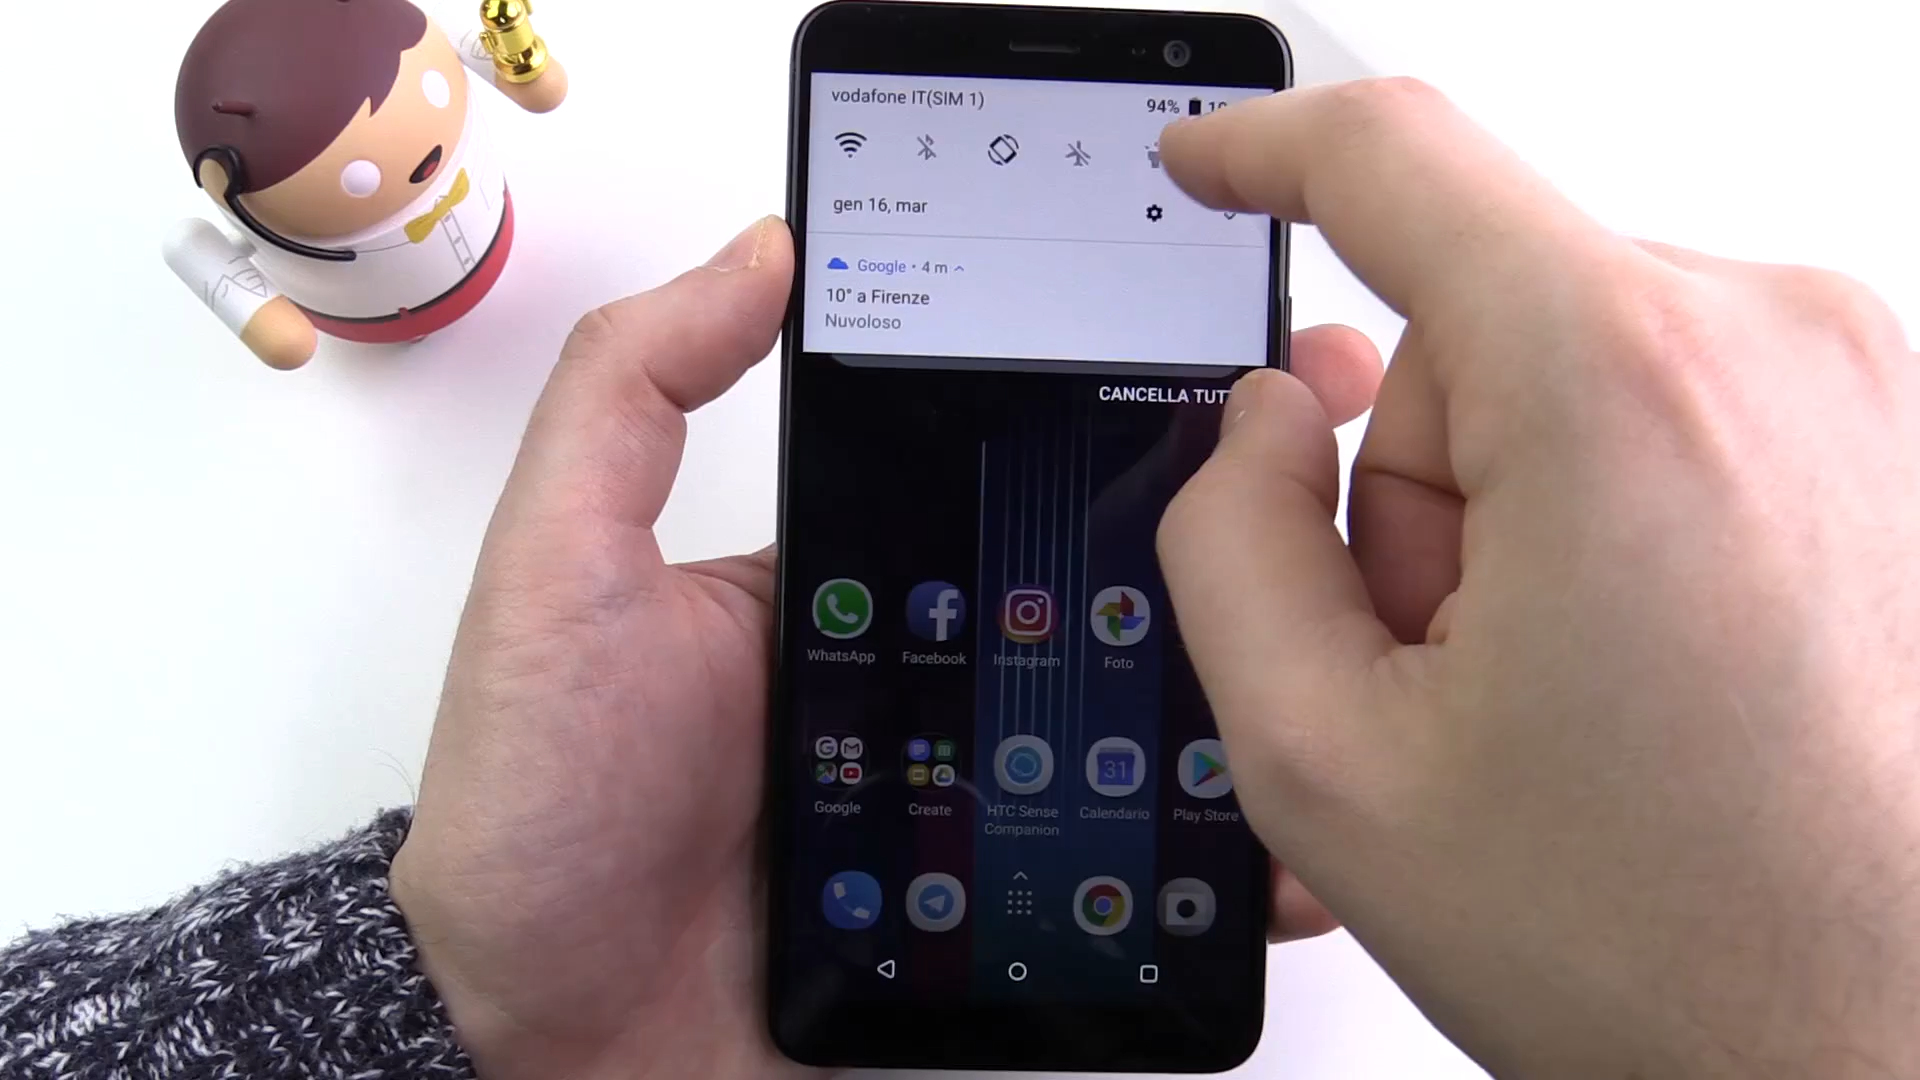 vodafone IT(SIM 1)
94%
gen 16, mar
Google • 4 m
10° a Firenze
Nuvoloso
CANCELLA
WhatsApp
Facebook
Instagram
Foto
31
Google
Create
HTC Sense
Companion
Calendario
Play Store